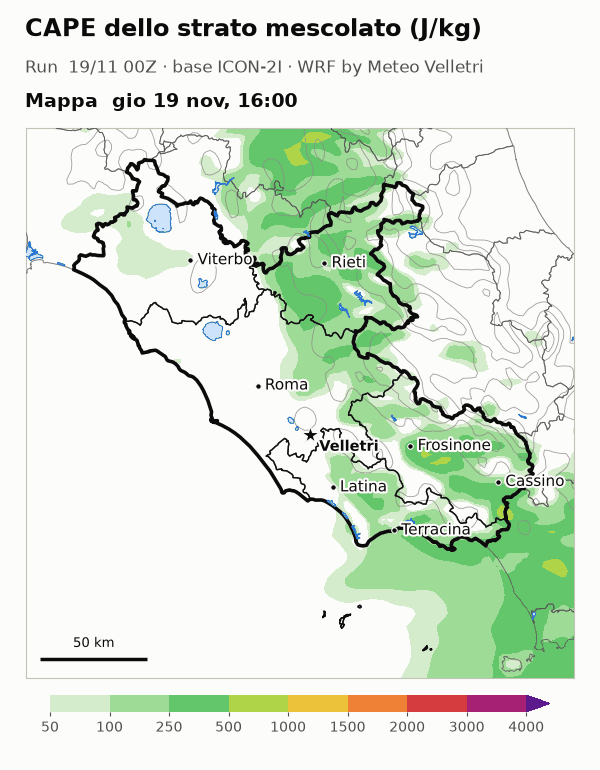 CAPE dello strato mescolato (J/kg)
Run  19/11 00Z · base ICON-2I · WRF by Meteo Velletri
Mappa  gio 19 nov, 16:00
Viterbo
Rieti
Roma
Velletri
Frosinone
Latina
Cassino
Terracina
50 km
50 100 250 500 1000 1500 2000 3000 4000